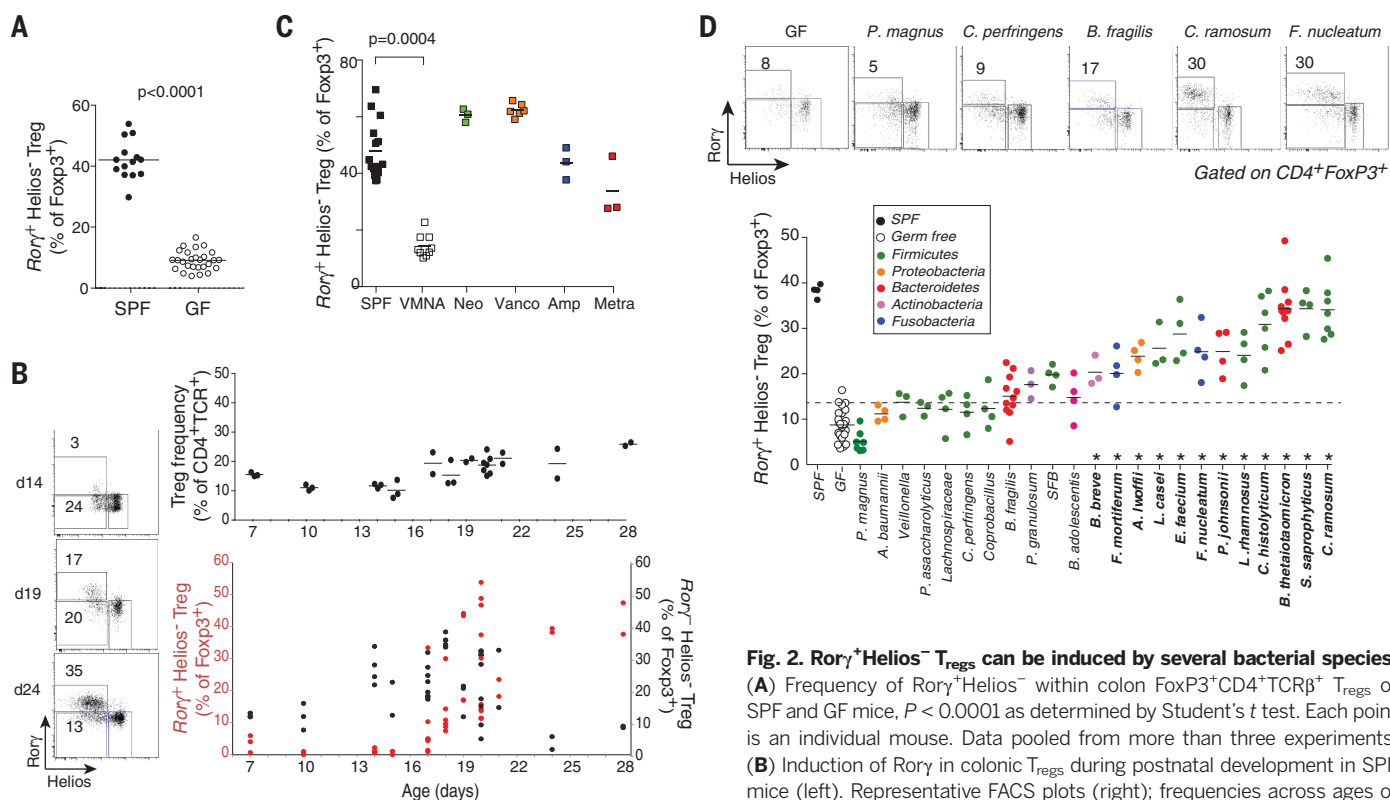 A
p<0.0001
Rorγ+ Helios- Treg
(% of Foxp3+)
60
40
20
0
SPF
GF
C
p=0.0004
Rorγ+ Helios- Treg (% of Foxp3+)
80
40
0
SPF
VMNA
Neo
Vanco
Amp
Metra
D
GF
P. magnus
C. perfringens
B. fragilis
C. ramosum
F. nucleatum
8
5
9
17
30
30
Rorγ
Helios
Gated on CD4+FoxP3+
Rorγ+ Helios- Treg (% of Foxp3+)
50
40
30
20
10
0
SPF
Germ free
Firmicutes
Proteobacteria
Bacteroidetes
Actinobacteria
Fusobacteria
* * * * * * * * * * * *
SPF
GF
P. magnus
A. baumannii
Veillonella
P. asaccharolyticus
Lachnospiraceae
C. perfringens
Coprobacillus
B. fragilis
P. granulosum
SFB
B. adolescentis
B. breve
F. mortiferum
A. lwoffii
L. casei
E. faecium
F. nucleatum
P. johnsonii
L. rhamnosus
C. histolyticum
B. thetaiotaomicron
S. saprophyticus
C. ramosum
B
d14
3
24
d19
17
20
d24
35
13
Rorγ
Helios
Treg frequency
(% of CD4+TCR+)
50
40
30
20
10
0
7 10 13 16 19 22 25 28
Rorγ+ Helios- Treg
(% of Foxp3+)
60
50
40
30
20
10
0
60
50
40
30
20
10
0
Rorγ- Helios- Treg
(% of Foxp3+)
7 10 13 16 19 22 25 28
Age (days)
Fig. 2. Rorγ+Helios− Tregs can be induced by several bacterial species
(A) Frequency of Rorγ+Helios− within colon FoxP3+CD4+TCRβ+ Tregs o
SPF and GF mice, P < 0.0001 as determined by Student's t test. Each poin
is an individual mouse. Data pooled from more than three experiments
(B) Induction of Rorγ in colonic Tregs during postnatal development in SPF
mice (left). Representative FACS plots (right); frequencies across ages o